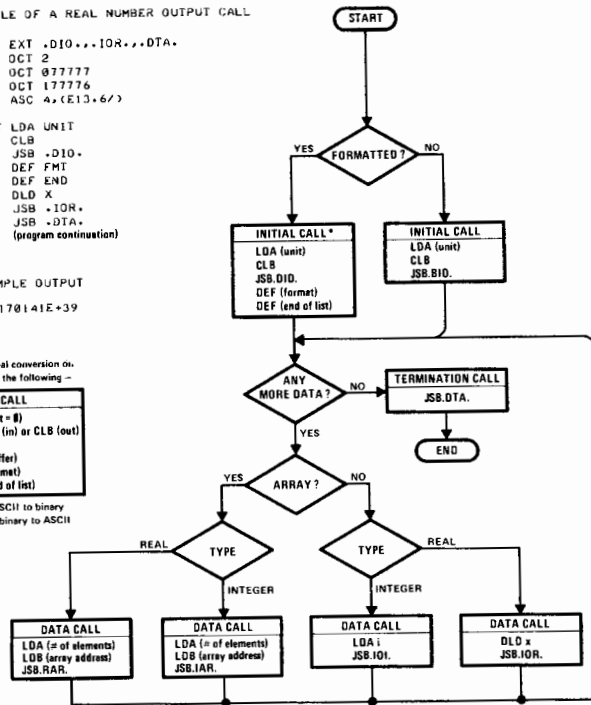 LE OF A REAL NUMBER OUTPUT CALL
EXT .DIO.,.IOR.,.DTA.
OCT 2
OCT 077777
OCT 177776
ASC 4,(E13.6/)
LDA UNIT
CLB
JSB .DIO.
DEF FMT
DEF END
DLD X
JSB .IOR.
JSB .DTA.
(program continuation)
MPLE OUTPUT
170141E+39
al conversion on.
the following –
CALL
t = 0)
(in) or CLB (out)
ffer)
mat)
d of list)
SCII to binary
binary to ASCII
START
FORMATTED ?
YES
NO
INITIAL CALL *
LDA (unit)
CLB
JSB.DIO.
DEF (format)
DEF (end of list)
INITIAL CALL
LDA (unit)
CLB
JSB.BIO.
ANY
MORE DATA ?
NO
YES
TERMINATION CALL
JSB.DTA.
END
ARRAY ?
YES
NO
TYPE
REAL
INTEGER
TYPE
REAL
INTEGER
DATA CALL
LDA (# of elements)
LDB (array address)
JSB.RAR.
DATA CALL
LDA (# of elements)
LDB (array address)
JSB.IAR.
DATA CALL
LDA i
JSB.IOI.
DATA CALL
DLD x
JSB.IOR.